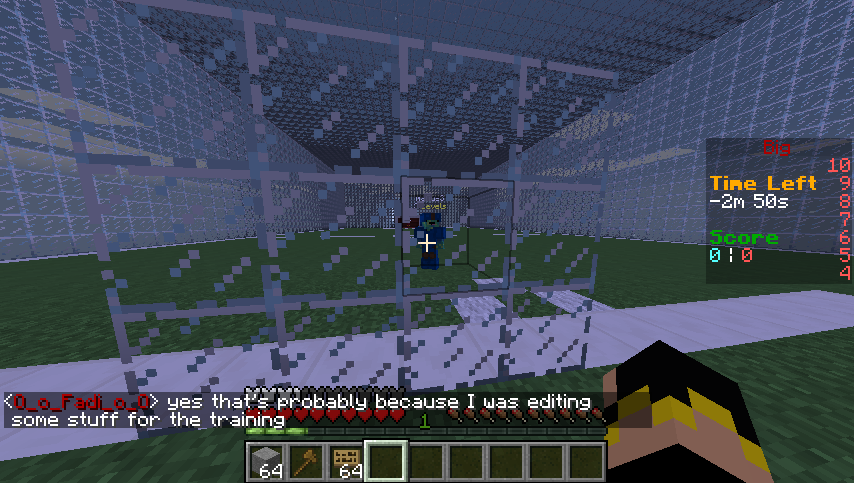 Big
10
Time Left 9
-2m 50s 8
7
Score 6
0 | 0 5
4
Levels
<O_o_Fadi_o_O> yes that's probably because I was editing
some stuff for the training
1
64 64